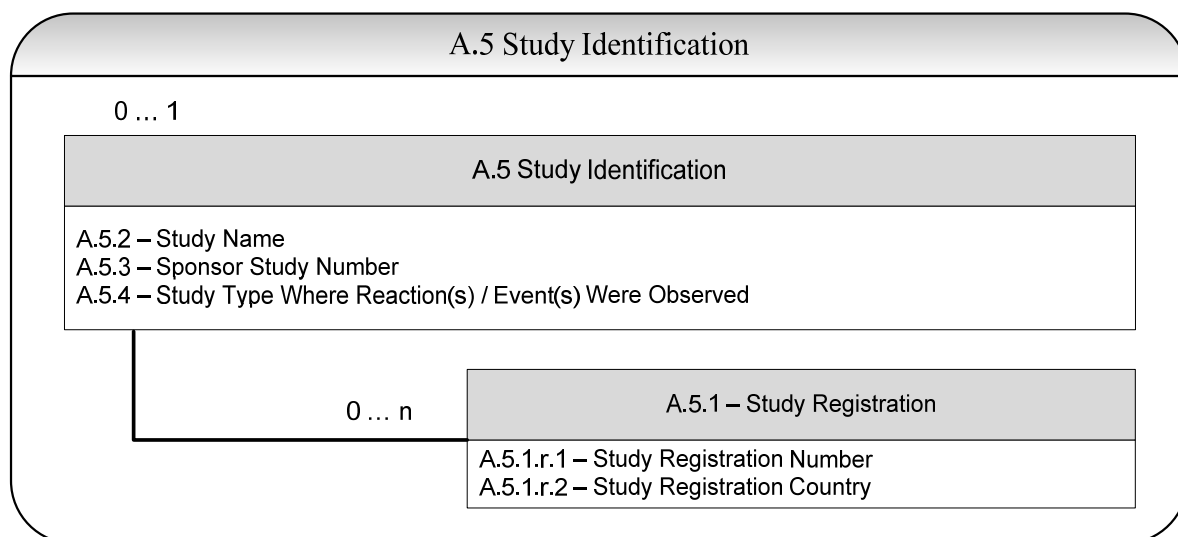 A.5 Study Identification
0 ... 1
A.5 Study Identification
A.5.2 – Study Name
A.5.3 – Sponsor Study Number
A.5.4 – Study Type Where Reaction(s) / Event(s) Were Observed
0 ... n
A.5.1 – Study Registration
A.5.1.r.1 – Study Registration Number
A.5.1.r.2 – Study Registration Country